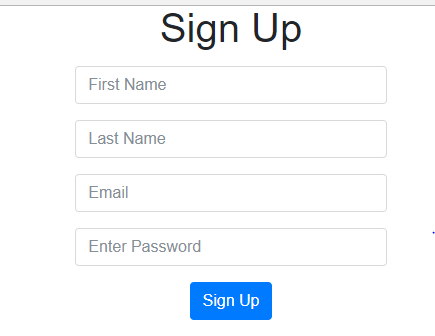 Sign Up
First Name
Last Name
Email
Enter Password
Sign Up